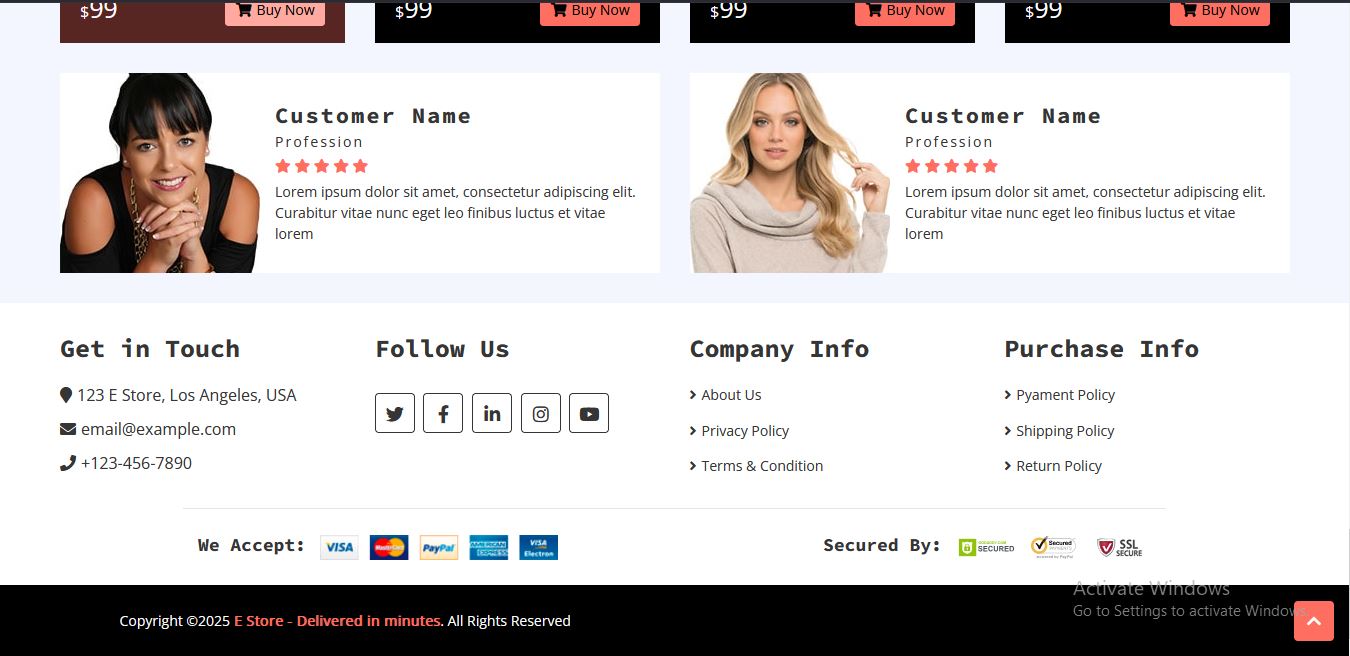 $99 Buy Now $99 Buy Now $99 Buy Now $99 Buy Now
Customer Name
Profession
Lorem ipsum dolor sit amet, consectetur adipiscing elit.
Curabitur vitae nunc eget leo finibus luctus et vitae
lorem
Customer Name
Profession
Lorem ipsum dolor sit amet, consectetur adipiscing elit.
Curabitur vitae nunc eget leo finibus luctus et vitae
lorem
Get in Touch
123 E Store, Los Angeles, USA
email@example.com
+123-456-7890
Follow Us
Company Info
About Us
Privacy Policy
Terms & Condition
Purchase Info
Pyament Policy
Shipping Policy
Return Policy
We Accept: VISA MasterCard PayPal AMERICAN EXPRESS VISA Electron
Secured By: SECURED Secured SSL SECURE
Activate Windows
Go to Settings to activate Windows.
Copyright ©2025 E Store - Delivered in minutes. All Rights Reserved